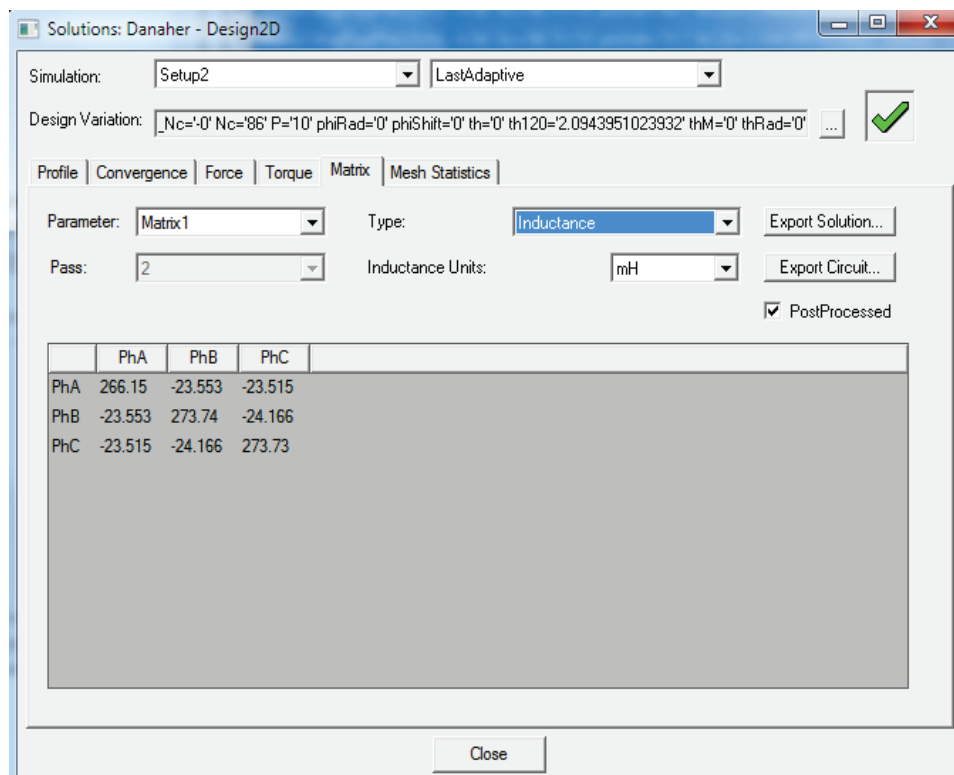 Solutions: Danaher - Design2D
Simulation: Setup2 LastAdaptive
Design Variation: _Nc='-0' Nc='86' P='10' phiRad='0' phiShift='0' th='0' th120='2.0943951023932' thM='0' thRad='0' ...
Profile Convergence Force Torque Matrix Mesh Statistics
Parameter: Matrix1 Type: Inductance Export Solution...
Pass: 2 Inductance Units: mH Export Circuit...
PostProcessed
PhA PhB PhC
PhA 266.15 -23.553 -23.515
PhB -23.553 273.74 -24.166
PhC -23.515 -24.166 273.73
Close